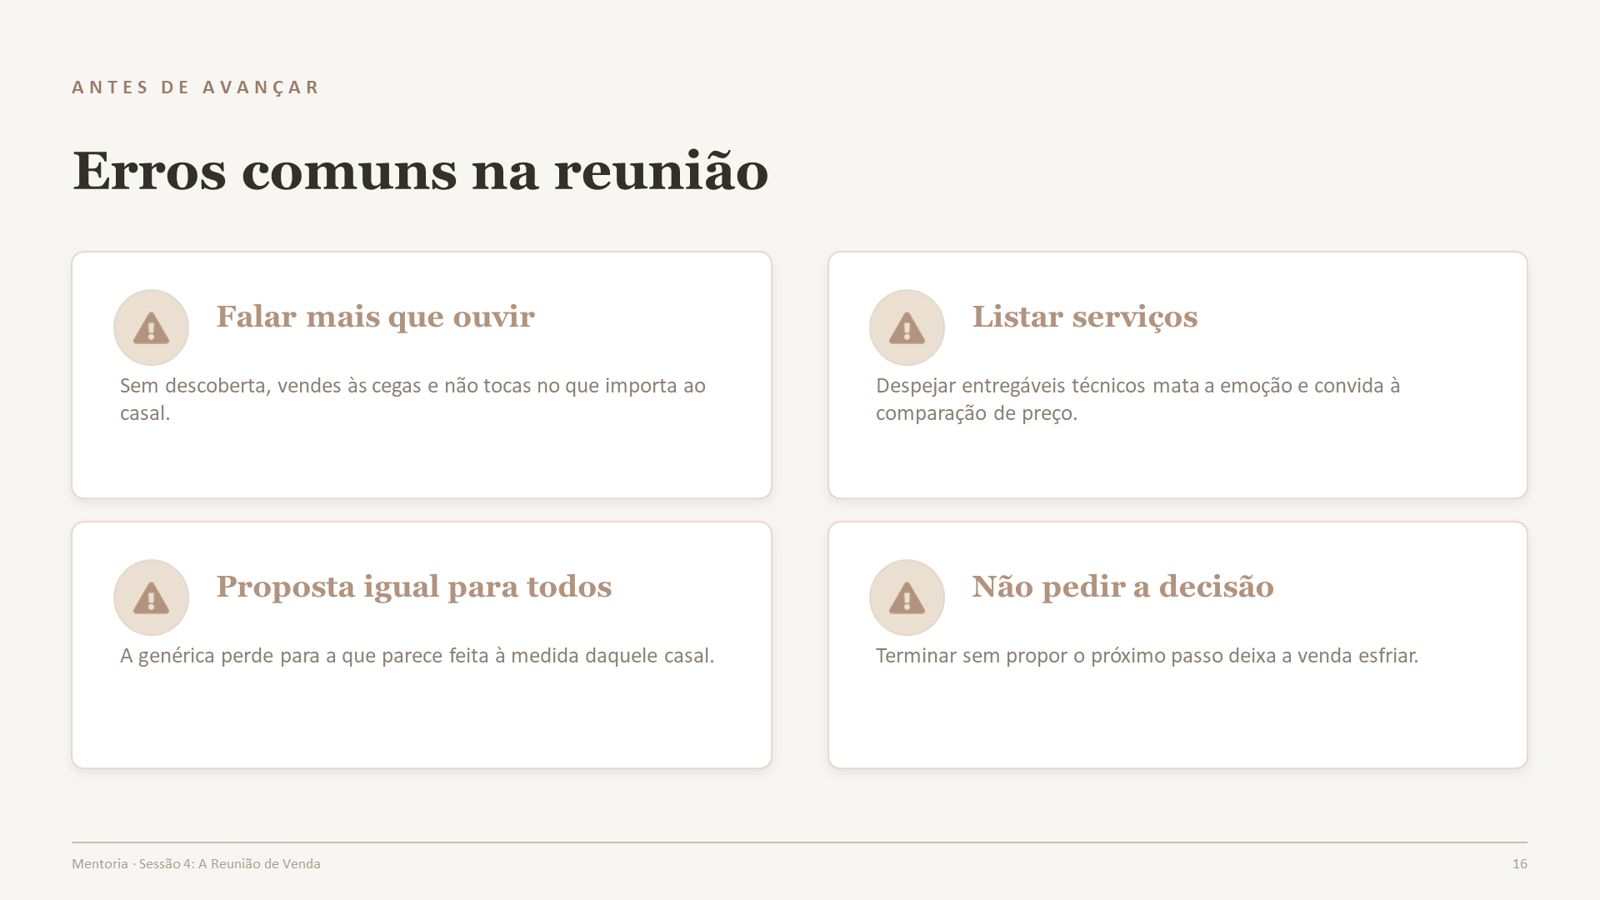 ANTES DE AVANÇAR
Erros comuns na reunião
Falar mais que ouvir
Sem descoberta, vendes às cegas e não tocas no que importa ao
casal.
Listar serviços
Despejar entregáveis técnicos mata a emoção e convida à
comparação de preço.
Proposta igual para todos
A genérica perde para a que parece feita à medida daquele casal.
Não pedir a decisão
Terminar sem propor o próximo passo deixa a venda esfriar.
Mentoria · Sessão 4: A Reunião de Venda
16